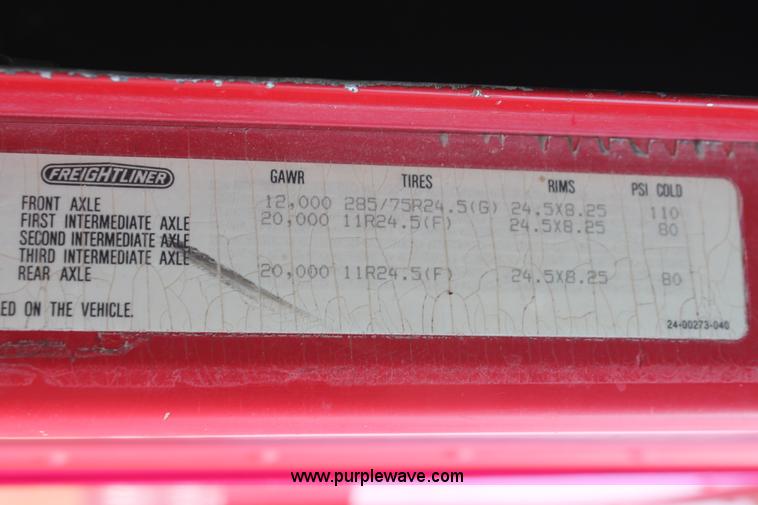 FREIGHTLINER GAWR TIRES RIMS PSI COLD
FRONT AXLE 12,000 285/75R24.5(G) 24.5X8.25 110
FIRST INTERMEDIATE AXLE 20,000 11R24.5(F) 24.5X8.25 80
SECOND INTERMEDIATE AXLE
THIRD INTERMEDIATE AXLE
REAR AXLE 20,000 11R24.5(F) 24.5X8.25 80
ED ON THE VEHICLE.
24-00273-040
www.purplewave.com